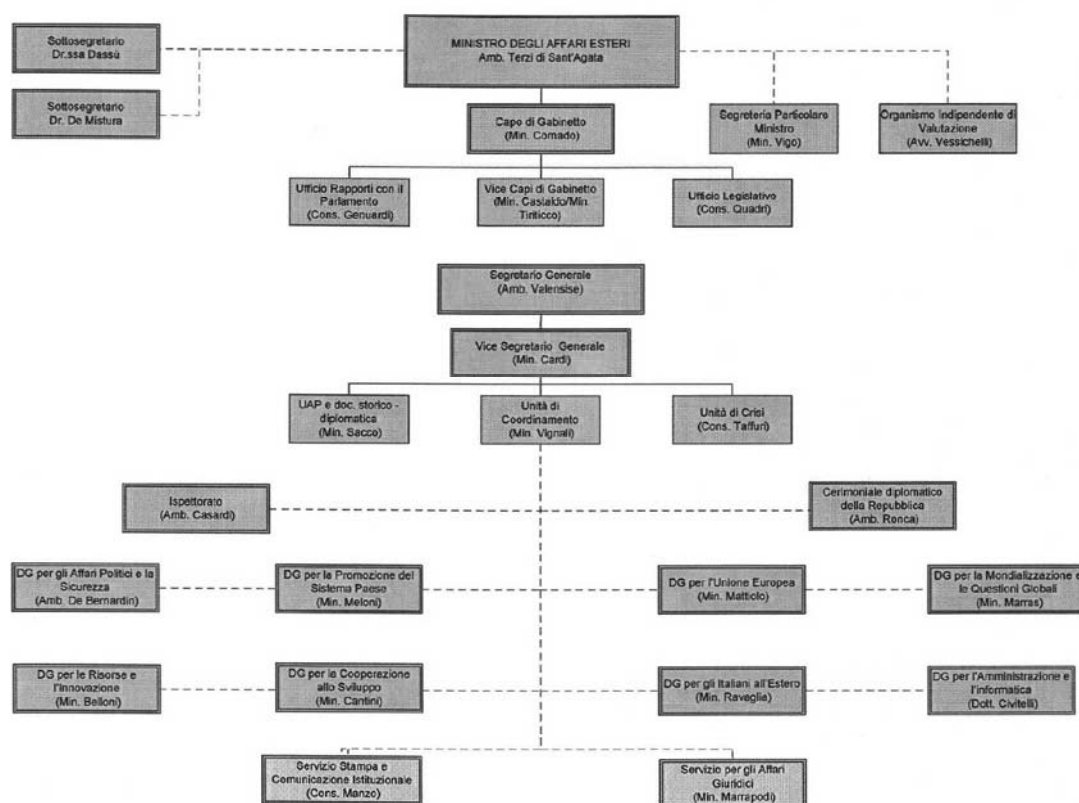 Sottosegretario
Dr.ssa Dassù
MINISTRO DEGLI AFFARI ESTERI
Amb. Terzi di Sant'Agata
Sottosegretario
Dr. De Mistura
Capo di Gabinetto
(Min. Cornado)
Segreteria Particolare
Ministro
(Min. Vigo)
Organismo Indipendente di
Valutazione
(Avv. Vessichelli)
Ufficio Rapporti con il
Parlamento
(Cons. Genuardi)
Vice Capi di Gabinetto
(Min. Castaldo/Min.
Tiriticco)
Ufficio Legislativo
(Cons. Quadri)
Segretario Generale
(Amb. Valensise)
Vice Segretario Generale
(Min. Cardi)
UAP e doc. storico -
diplomatica
(Min. Sacco)
Unità di
Coordinamento
(Min. Vignali)
Unità di Crisi
(Cons. Taffuri)
Ispettorato
(Amb. Casardi)
Cerimoniale diplomatico
della Repubblica
(Amb. Ronca)
DG per gli Affari Politici e la
Sicurezza
(Amb. De Bernardin)
DG per la Promozione del
Sistema Paese
(Min. Meloni)
DG per l'Unione Europea
(Min. Mattiolo)
DG per la Mondializzazione e
le Questioni Globali
(Min. Marras)
DG per le Risorse e
l'Innovazione
(Min. Belloni)
DG per la Cooperazione
allo Sviluppo
(Min. Cantini)
DG per gli Italiani all'Estero
(Min. Ravaglia)
DG per l'Amministrazione e
l'informatica
(Dott. Civitelli)
Servizio Stampa e
Comunicazione Istituzionale
(Cons. Manzo)
Servizio per gli Affari
Giuridici
(Min. Marrapodi)